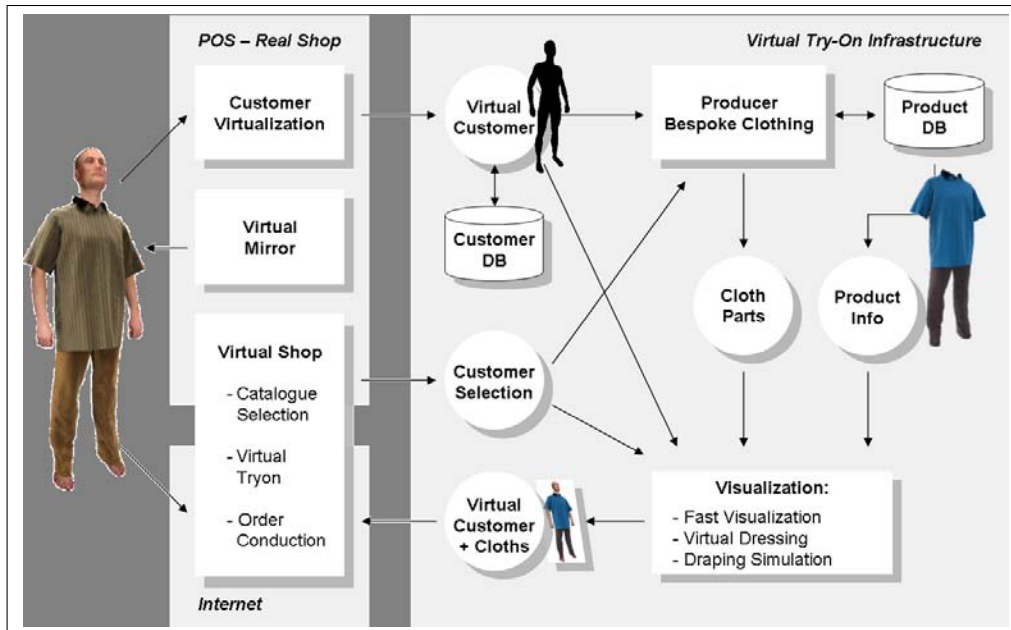 POS – Real Shop
Virtual Try-On Infrastructure
Customer
Virtualization
Virtual
Customer
Producer
Bespoke Clothing
Product
DB
Virtual
Mirror
Customer
DB
Cloth
Parts
Product
Info
Virtual Shop
- Catalogue
Selection
- Virtual
Tryon
- Order
Conduction
Customer
Selection
Virtual
Customer
+ Cloths
Visualization:
- Fast Visualization
- Virtual Dressing
- Draping Simulation
Internet